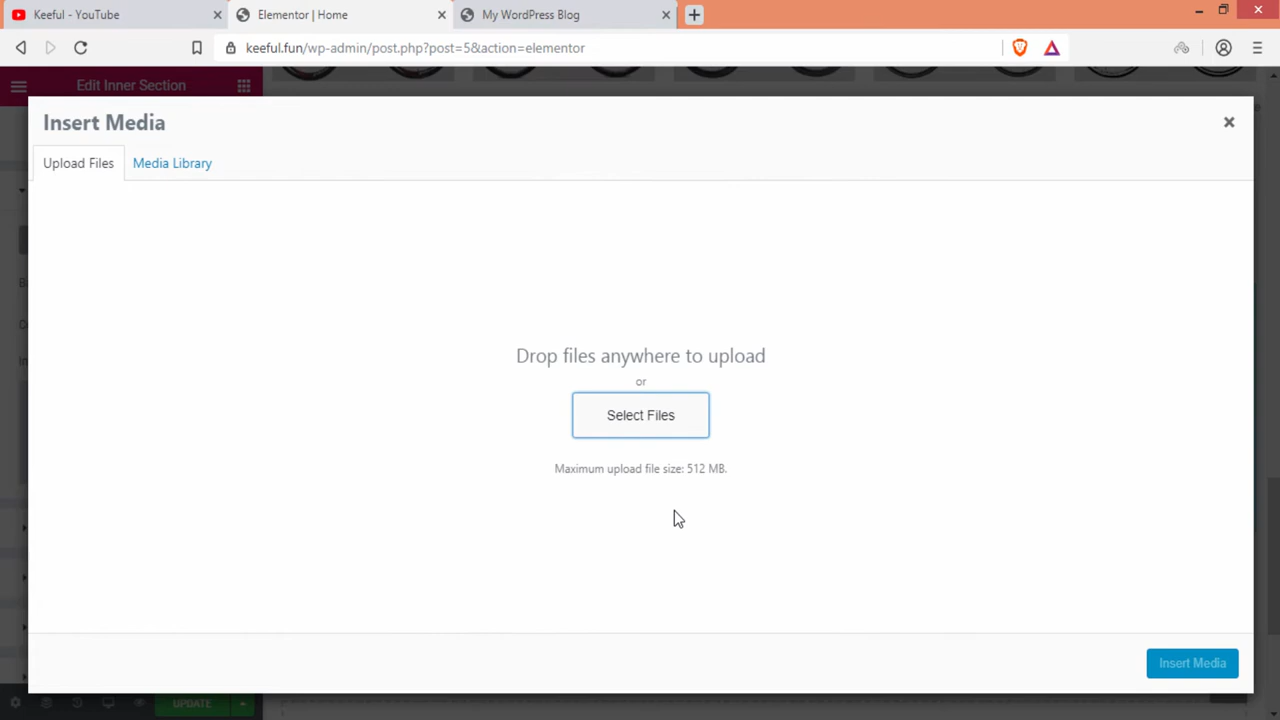 Keeful - YouTube
Elementor | Home
My WordPress Blog
keeful.fun/wp-admin/post.php?post=5&action=elementor
Edit Inner Section
Insert Media
Upload Files
Media Library
Drop files anywhere to upload
or
Select Files
Maximum upload file size: 512 MB.
Insert Media
UPDATE